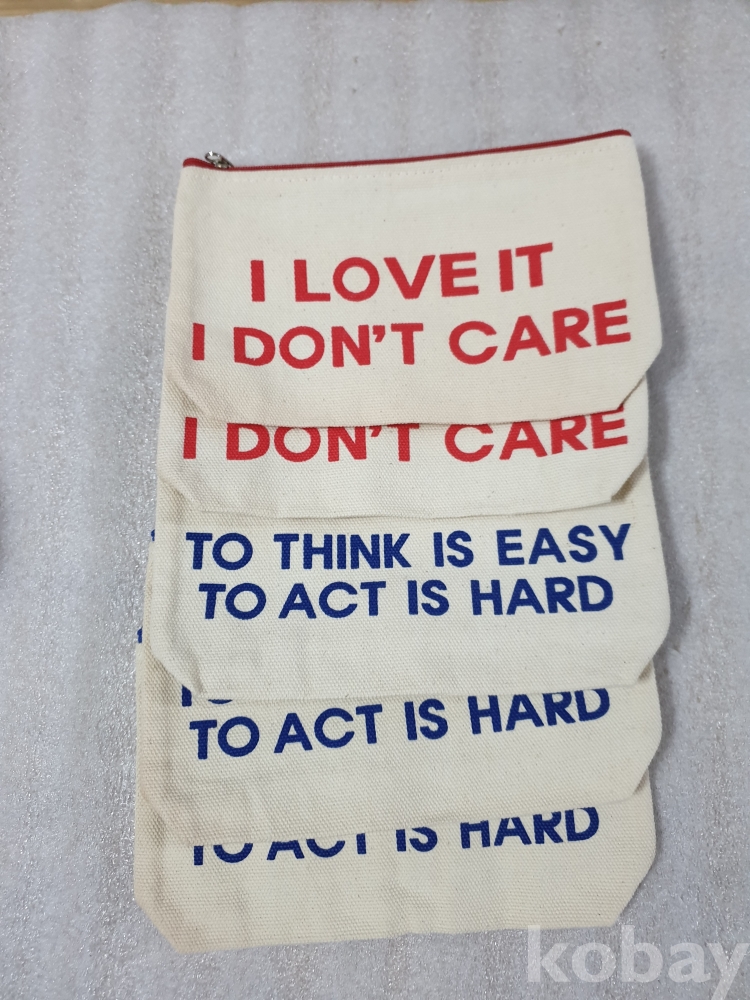 I LOVE IT
I DON'T CARE
I DON'T CARE
TO THINK IS EASY
TO ACT IS HARD
TO ACT IS HARD
TO ACT IS HARD
kobay